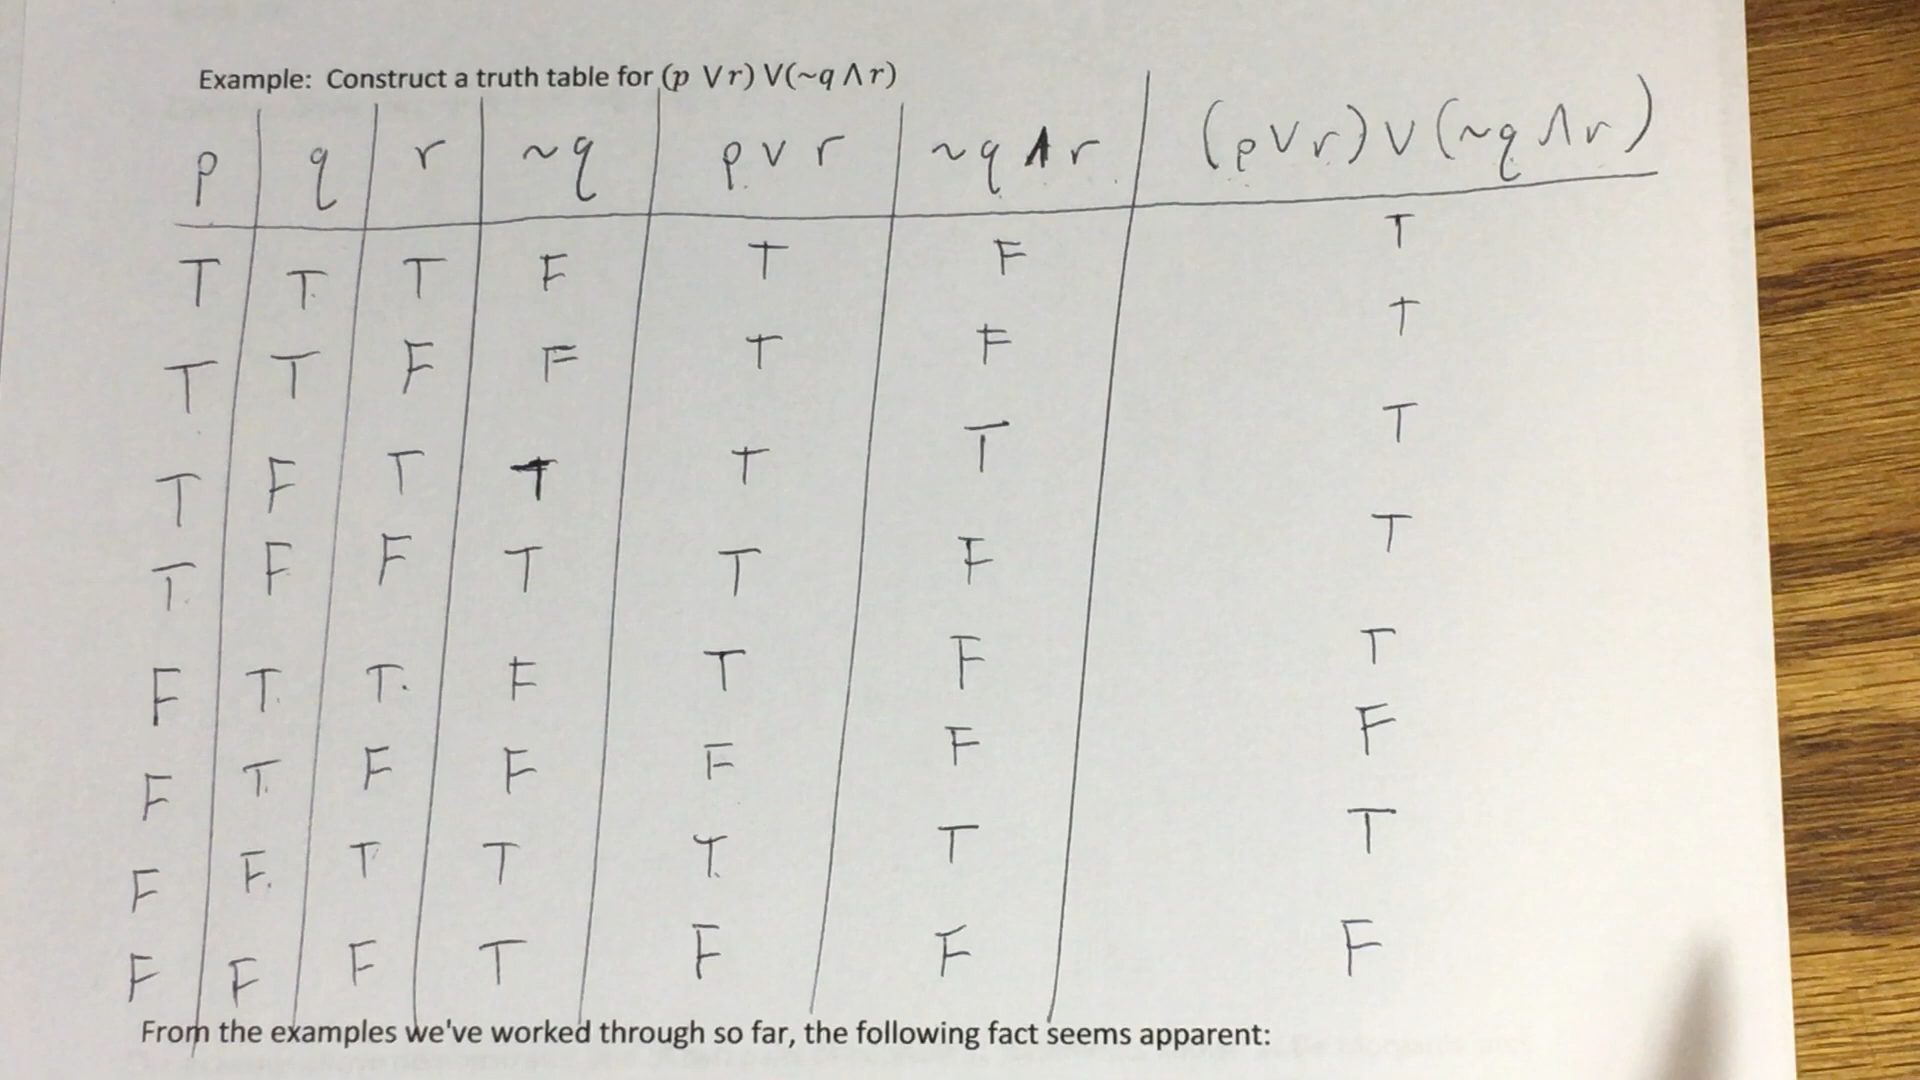 Example: Construct a truth table for (p ∨ r) ∨(~q ∧ r)
p q r ~q p ∨ r ~q ∧ r (p ∨ r) ∨ (~q ∧ r)
T T T F T F T
T T F F T F T
T F T T T T T
T F F T T F T
F T T F T F T
F T F F F F F
F F T T T T T
F F F T F F F
From the examples we've worked through so far, the following fact seems apparent: